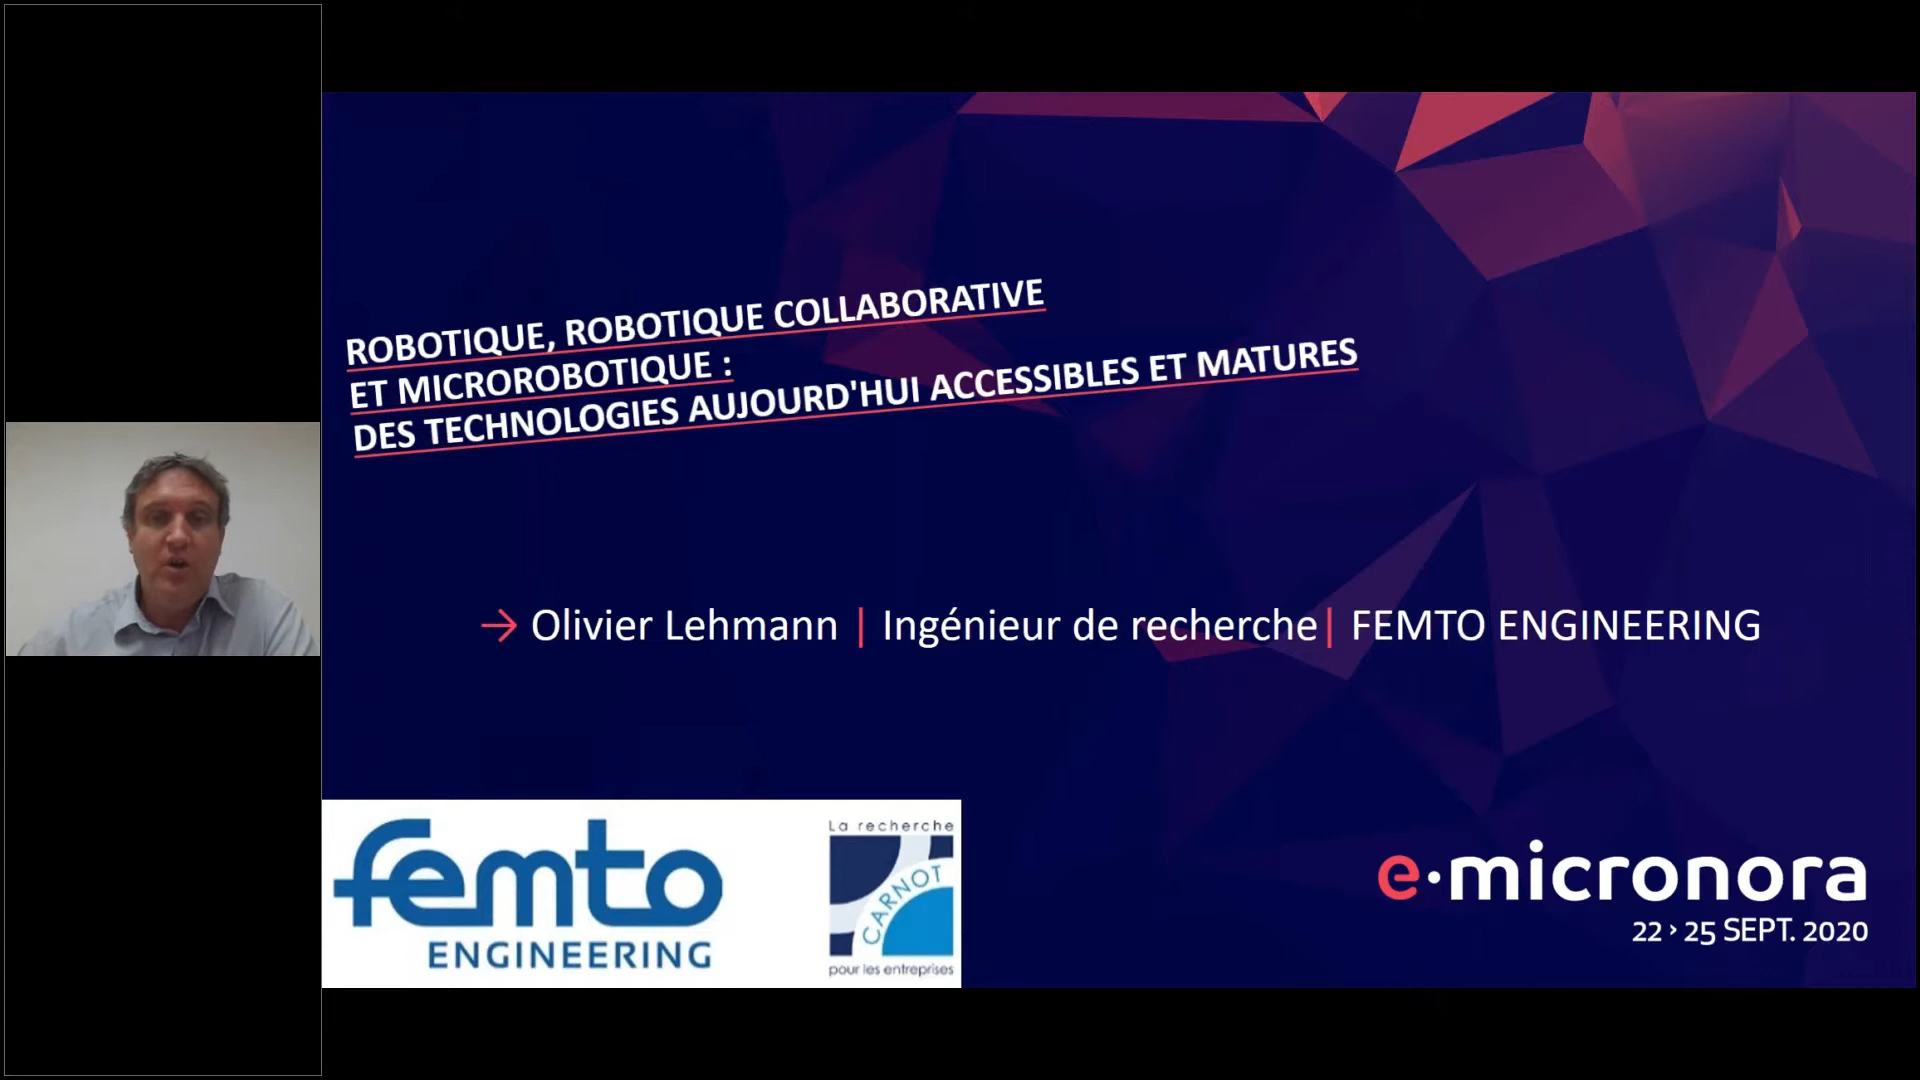 ROBOTIQUE, ROBOTIQUE COLLABORATIVE
ET MICROROBOTIQUE :
DES TECHNOLOGIES AUJOURD'HUI ACCESSIBLES ET MATURES
→ Olivier Lehmann | Ingénieur de recherche| FEMTO ENGINEERING
femto
ENGINEERING
La recherche
CARNOT
pour les entreprises
e·micronora
22 › 25 SEPT. 2020